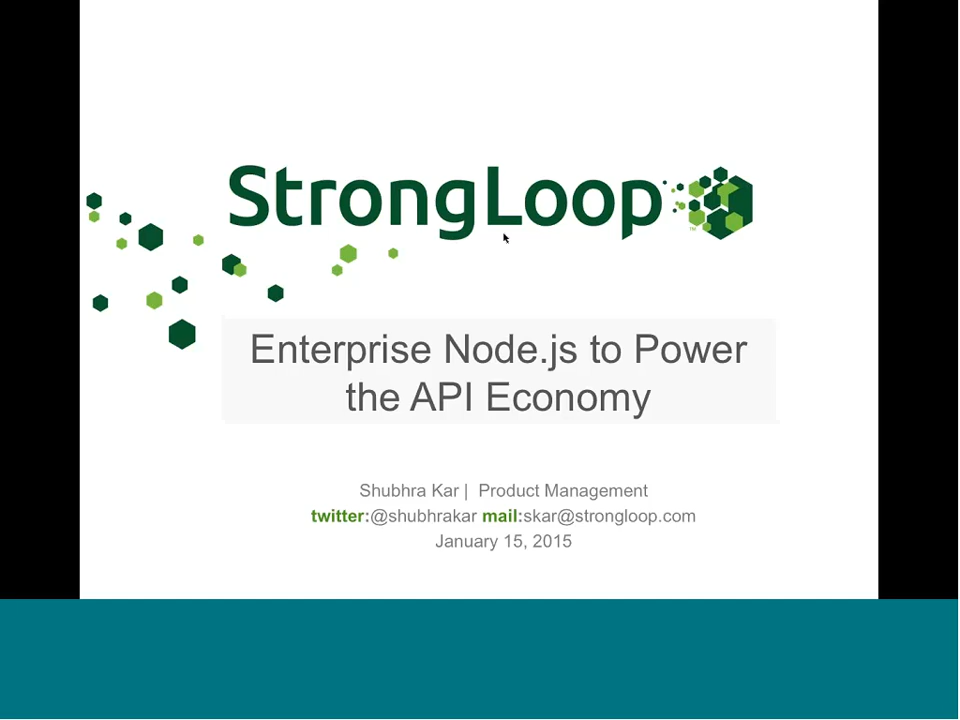 StrongLoop
TM
Enterprise Node.js to Power
the API Economy
Shubhra Kar | Product Management
twitter:@shubhrakar mail:skar@strongloop.com
January 15, 2015